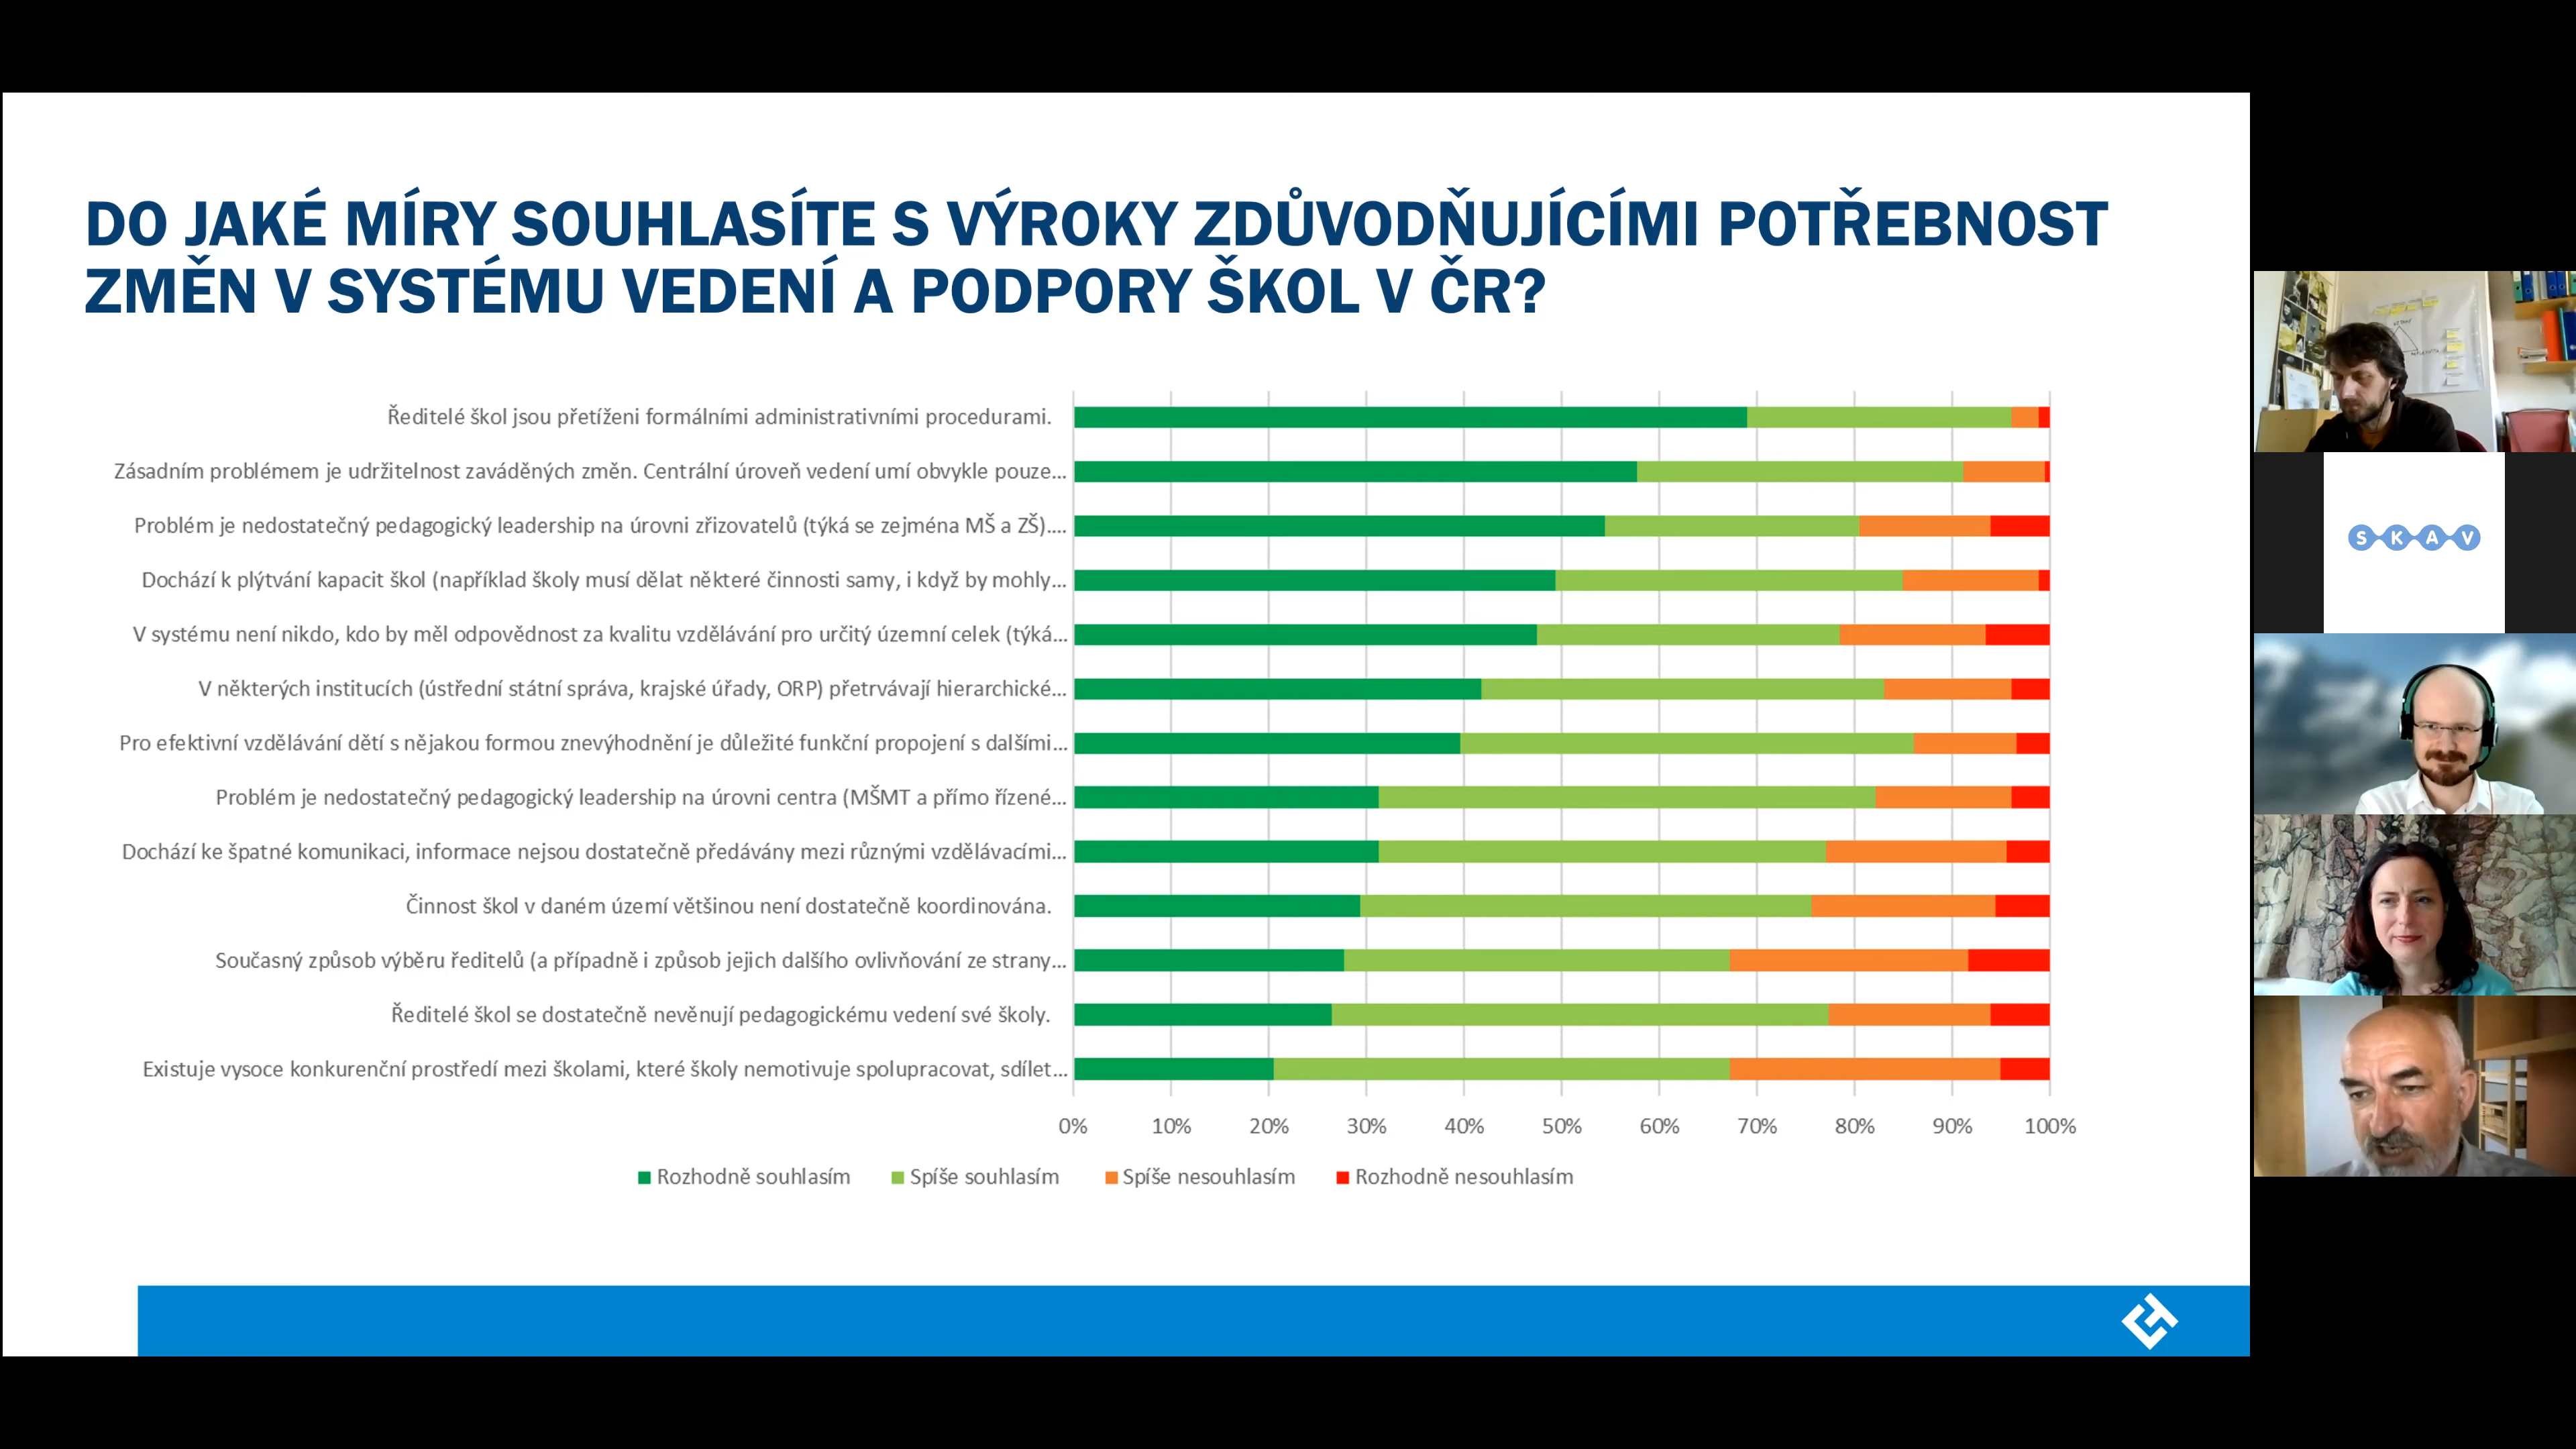 DO JAKÉ MÍRY SOUHLASÍTE S VÝROKY ZDŮVODŇUJÍCÍMI POTŘEBNOST
ZMĚN V SYSTÉMU VEDENÍ A PODPORY ŠKOL V ČR?
Ředitelé škol jsou přetíženi formálními administrativními procedurami.
Zásadním problémem je udržitelnost zaváděných změn. Centrální úroveň vedení umí obvykle pouze...
Problém je nedostatečný pedagogický leadership na úrovni zřizovatelů (týká se zejména MŠ a ZŠ)....
Dochází k plýtvání kapacit škol (například školy musí dělat některé činnosti samy, i když by mohly...
V systému není nikdo, kdo by měl odpovědnost za kvalitu vzdělávání pro určitý územní celek (týká...
V některých institucích (ústřední státní správa, krajské úřady, ORP) přetrvávají hierarchické...
Pro efektivní vzdělávání dětí s nějakou formou znevýhodnění je důležité funkční propojení s dalšími...
Problém je nedostatečný pedagogický leadership na úrovni centra (MŠMT a přímo řízené...
Dochází ke špatné komunikaci, informace nejsou dostatečně předávány mezi různými vzdělávacími...
Činnost škol v daném území většinou není dostatečně koordinována.
Současný způsob výběru ředitelů (a případně i způsob jejich dalšího ovlivňování ze strany...
Ředitelé škol se dostatečně nevěnují pedagogickému vedení své školy.
Existuje vysoce konkurenční prostředí mezi školami, které školy nemotivuje spolupracovat, sdílet...
0% 10% 20% 30% 40% 50% 60% 70% 80% 90% 100%
Rozhodně souhlasím Spíše souhlasím Spíše nesouhlasím Rozhodně nesouhlasím
SKAV